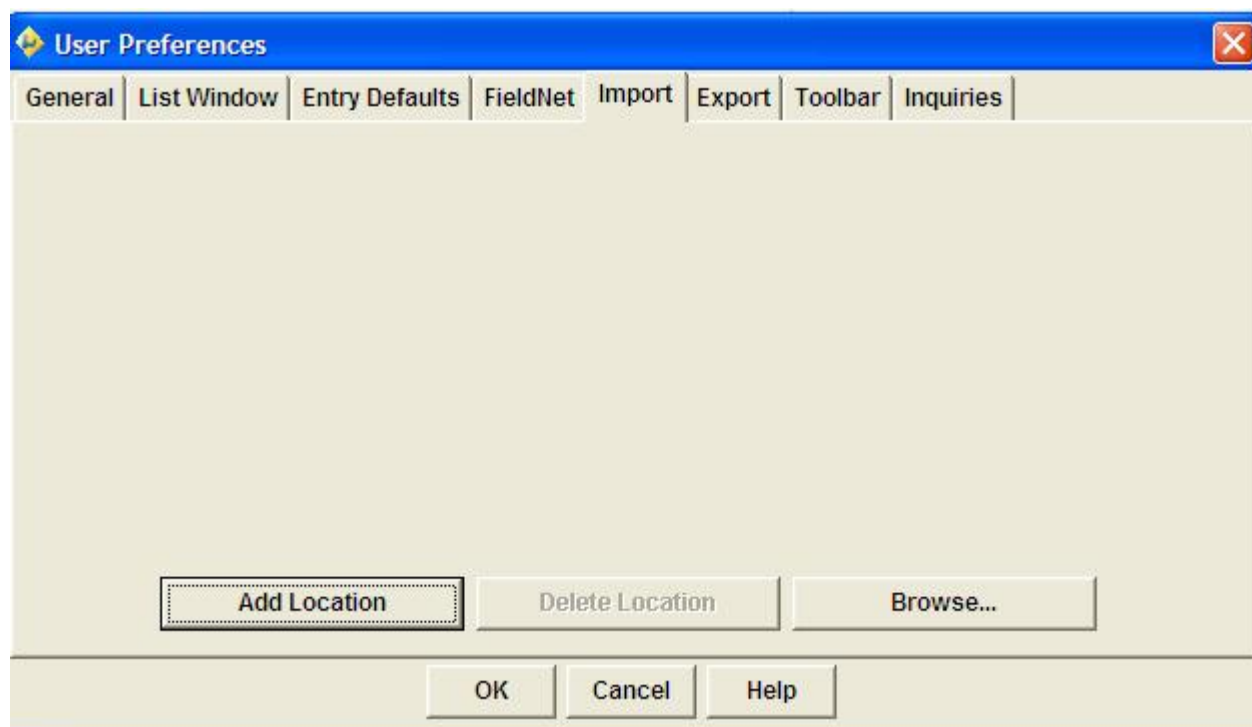 User Preferences
General List Window Entry Defaults FieldNet Import Export Toolbar Inquiries
Add Location Delete Location Browse...
OK Cancel Help